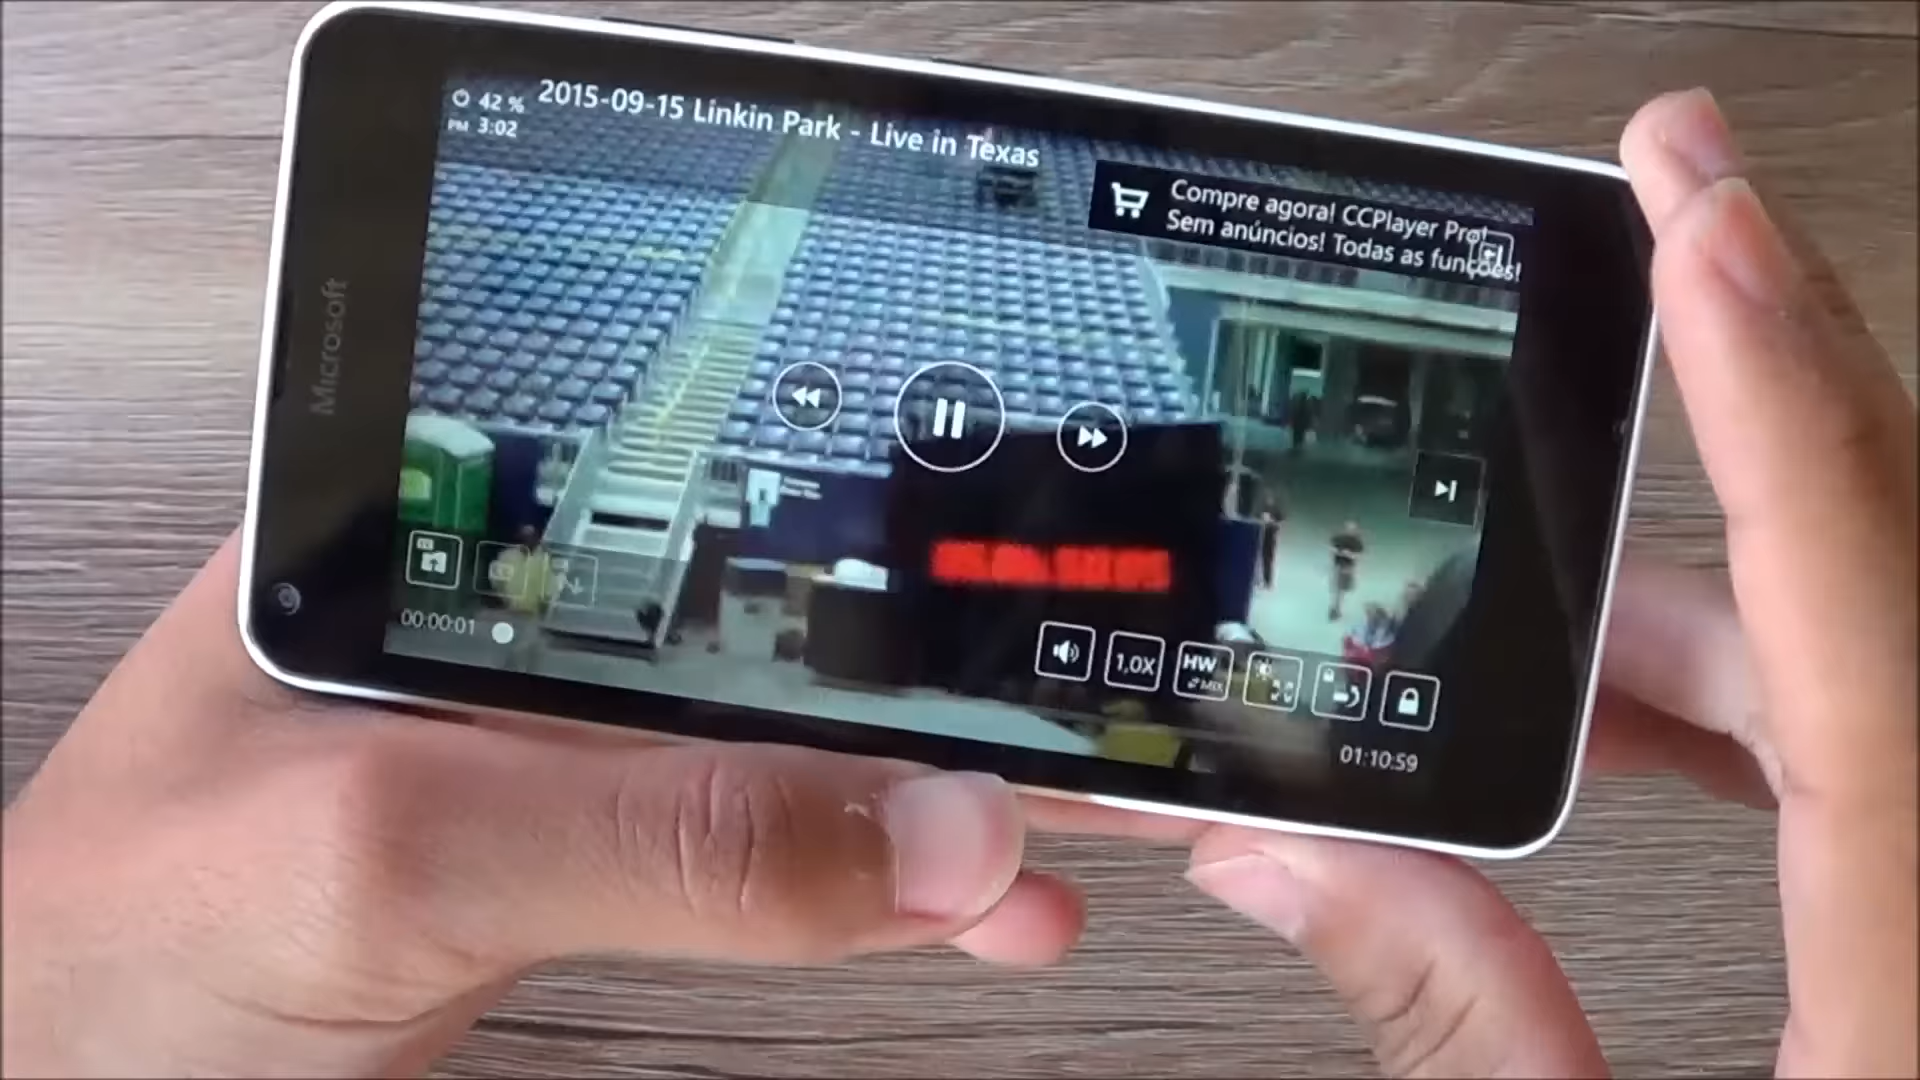 42 %
PM 3:02
2015-09-15 Linkin Park - Live in Texas
Compre agora! CCPlayer Pro!
Sem anúncios! Todas as funções!
Microsoft
00:00:01
1,0X
HW
MIX
01:10:59